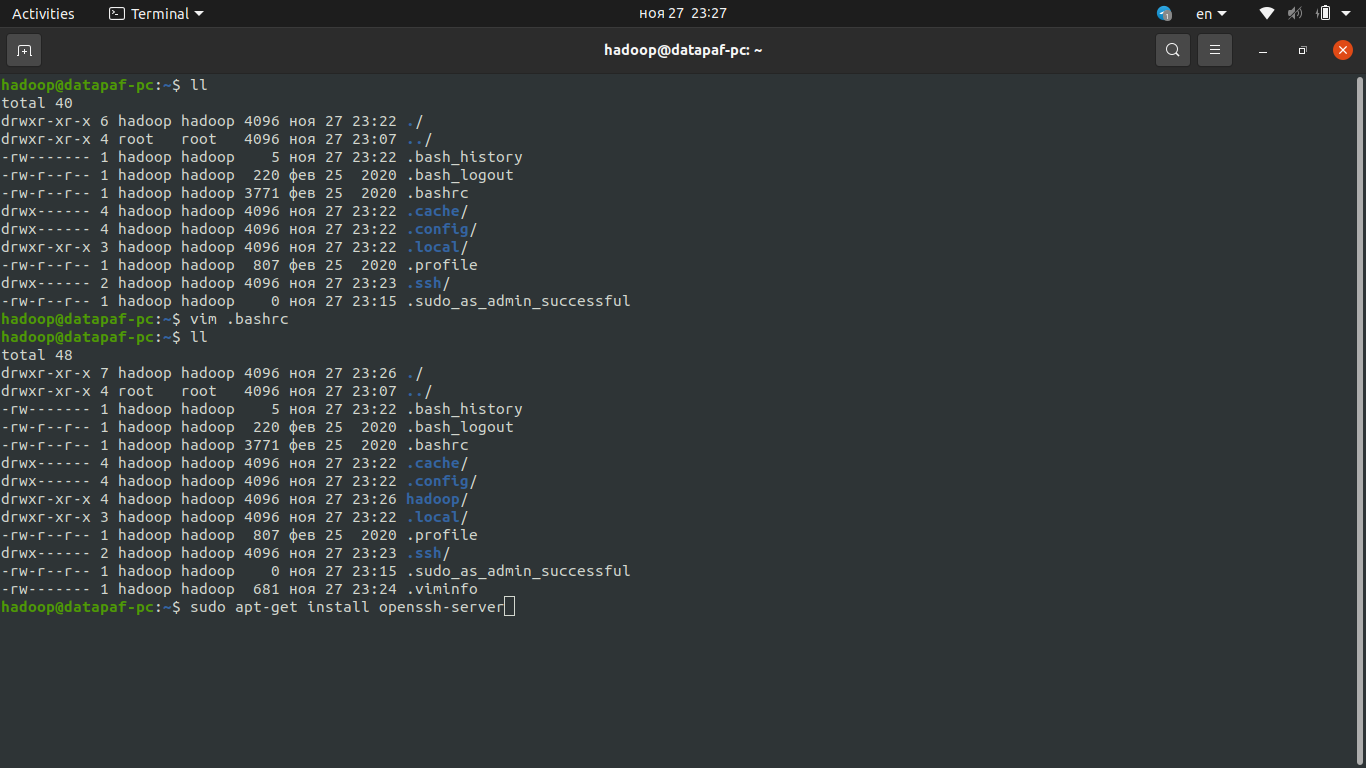 Activities Terminal ноя 27 23:27 1 en
hadoop@datapaf-pc: ~
hadoop@datapaf-pc:~$ ll
total 40
drwxr-xr-x 6 hadoop hadoop 4096 ноя 27 23:22 ./
drwxr-xr-x 4 root   root   4096 ноя 27 23:07 ../
-rw------- 1 hadoop hadoop    5 ноя 27 23:22 .bash_history
-rw-r--r-- 1 hadoop hadoop  220 фев 25  2020 .bash_logout
-rw-r--r-- 1 hadoop hadoop 3771 фев 25  2020 .bashrc
drwx------ 4 hadoop hadoop 4096 ноя 27 23:22 .cache/
drwx------ 4 hadoop hadoop 4096 ноя 27 23:22 .config/
drwxr-xr-x 3 hadoop hadoop 4096 ноя 27 23:22 .local/
-rw-r--r-- 1 hadoop hadoop  807 фев 25  2020 .profile
drwx------ 2 hadoop hadoop 4096 ноя 27 23:23 .ssh/
-rw-r--r-- 1 hadoop hadoop    0 ноя 27 23:15 .sudo_as_admin_successful
hadoop@datapaf-pc:~$ vim .bashrc
hadoop@datapaf-pc:~$ ll
total 48
drwxr-xr-x 7 hadoop hadoop 4096 ноя 27 23:26 ./
drwxr-xr-x 4 root   root   4096 ноя 27 23:07 ../
-rw------- 1 hadoop hadoop    5 ноя 27 23:22 .bash_history
-rw-r--r-- 1 hadoop hadoop  220 фев 25  2020 .bash_logout
-rw-r--r-- 1 hadoop hadoop 3771 фев 25  2020 .bashrc
drwx------ 4 hadoop hadoop 4096 ноя 27 23:22 .cache/
drwx------ 4 hadoop hadoop 4096 ноя 27 23:22 .config/
drwxr-xr-x 4 hadoop hadoop 4096 ноя 27 23:26 hadoop/
drwxr-xr-x 3 hadoop hadoop 4096 ноя 27 23:22 .local/
-rw-r--r-- 1 hadoop hadoop  807 фев 25  2020 .profile
drwx------ 2 hadoop hadoop 4096 ноя 27 23:23 .ssh/
-rw-r--r-- 1 hadoop hadoop    0 ноя 27 23:15 .sudo_as_admin_successful
-rw------- 1 hadoop hadoop  681 ноя 27 23:24 .viminfo
hadoop@datapaf-pc:~$ sudo apt-get install openssh-server